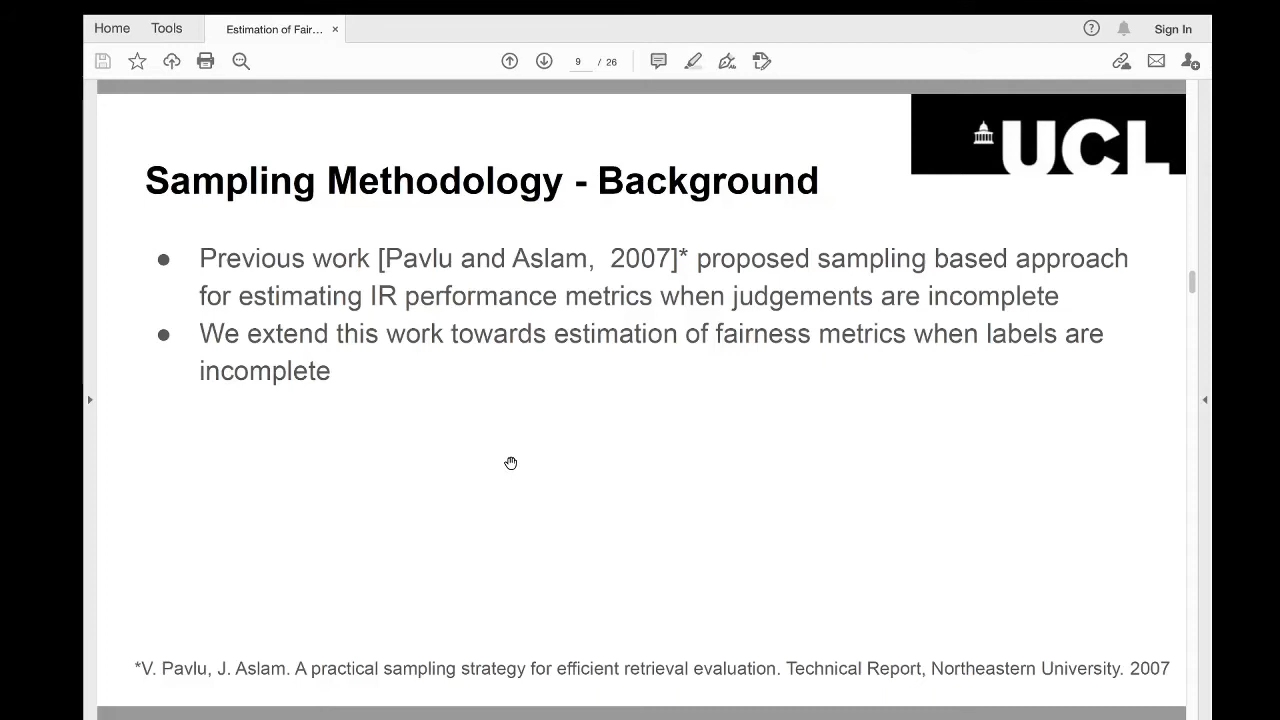 Home Tools Estimation of Fair... ×
Sign In
9 / 26
UCL
Sampling Methodology - Background
● Previous work [Pavlu and Aslam, 2007]* proposed sampling based approach
for estimating IR performance metrics when judgements are incomplete
● We extend this work towards estimation of fairness metrics when labels are
incomplete
*V. Pavlu, J. Aslam. A practical sampling strategy for efficient retrieval evaluation. Technical Report, Northeastern University. 2007